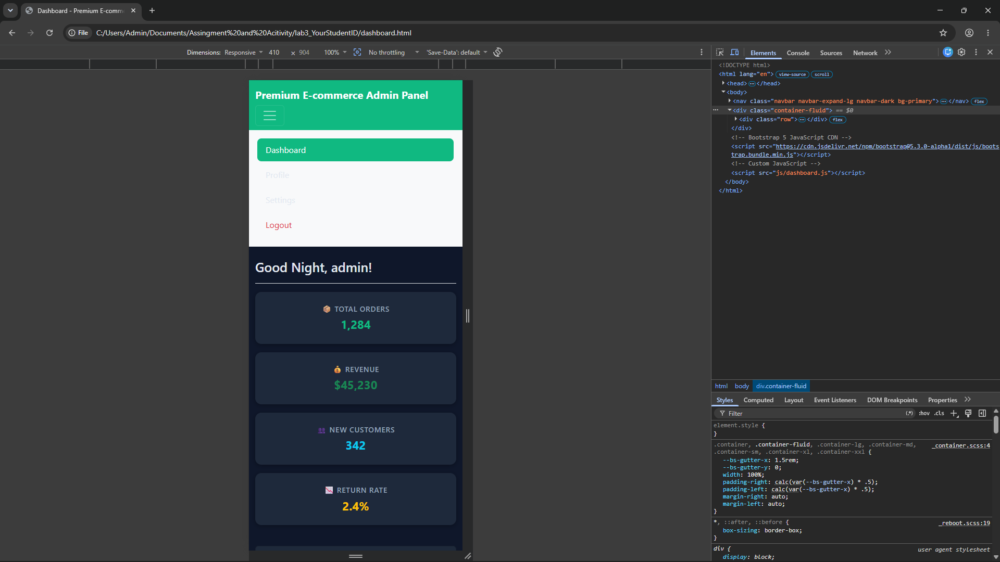 Dashboard - Premium E-comme
File
C:/Users/Admin/Documents/Assingment%20and%20Acitivity/lab3_YourStudentID/dashboard.html
Dimensions: Responsive 410 × 904 100% No throttling 'Save-Data': default
Premium E-commerce Admin Panel
Dashboard
Profile
Settings
Logout
Good Night, admin!
📦 TOTAL ORDERS
1,284
💰 REVENUE
$45,230
👥 NEW CUSTOMERS
342
📉 RETURN RATE
2.4%
Elements Console Sources Network
<!DOCTYPE html>
<html lang="en"> view-source scroll
<head> ⋯ </head>
<body>
<nav class="navbar navbar-expand-lg navbar-dark bg-primary"> ⋯ </nav> flex
<div class="container-fluid"> == $0
<div class="row"> ⋯ </div> flex
</div>
<!-- Bootstrap 5 JavaScript CDN -->
<script src="https://cdn.jsdelivr.net/npm/bootstrap@5.3.0-alpha1/dist/js/boots
trap.bundle.min.js"></script>
<!-- Custom JavaScript -->
<script src="js/dashboard.js"></script>
</body>
</html>
html body div.container-fluid
Styles Computed Layout Event Listeners DOM Breakpoints Properties
Filter :hov .cls
element.style {
}
.container, .container-fluid, .container-lg, .container-md, _container.scss:4
.container-sm, .container-xl, .container-xxl {
--bs-gutter-x: 1.5rem;
--bs-gutter-y: 0;
width: 100%;
padding-right: calc(var(--bs-gutter-x) * .5);
padding-left: calc(var(--bs-gutter-x) * .5);
margin-right: auto;
margin-left: auto;
}
*, ::after, ::before { _reboot.scss:19
box-sizing: border-box;
}
div { user agent stylesheet
display: block;